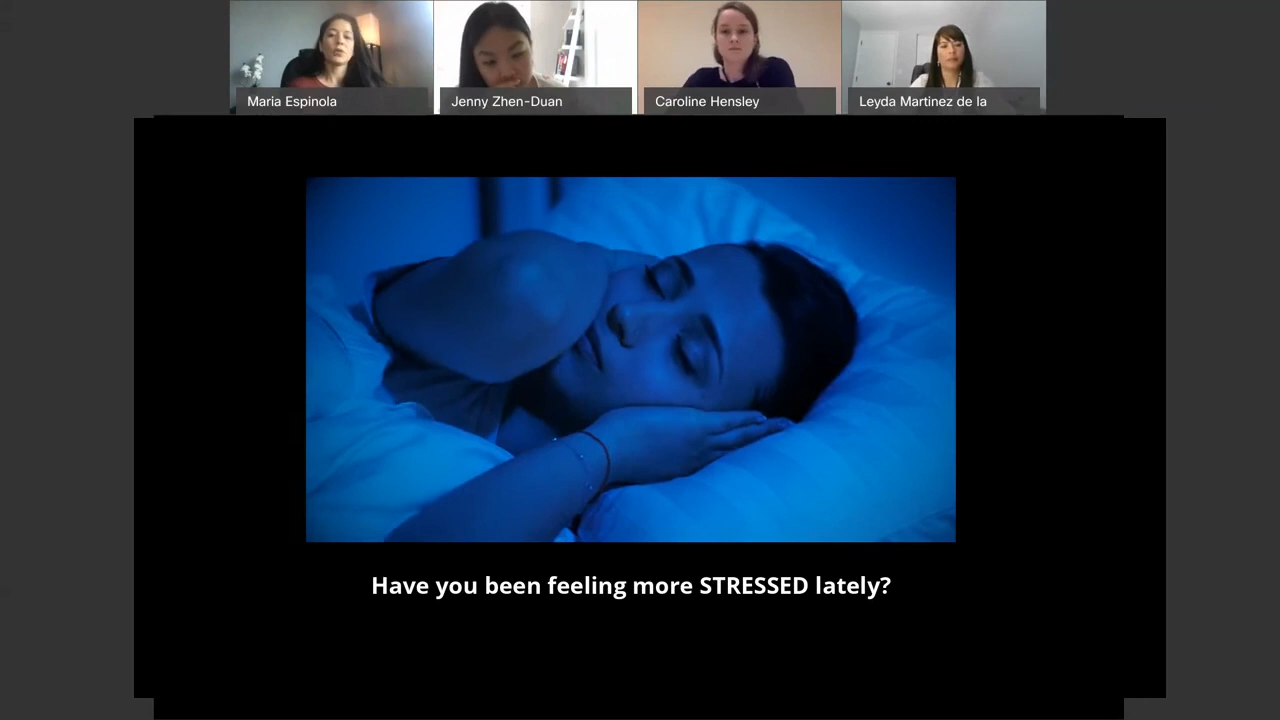 Maria Espinola
Jenny Zhen-Duan
Caroline Hensley
Leyda Martinez de la
Have you been feeling more STRESSED lately?